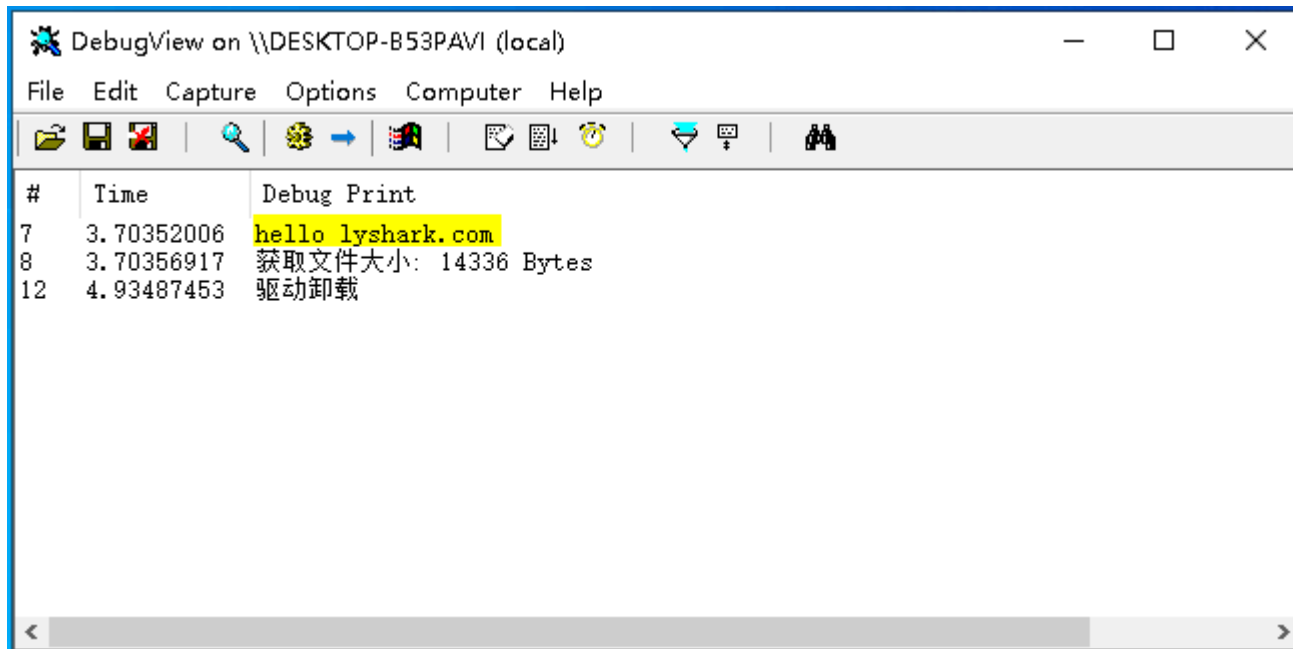 DebugView on \\DESKTOP-B53PAVI (local)
File Edit Capture Options Computer Help
# Time Debug Print
7 3.70352006 hello lyshark.com
8 3.70356917 获取文件大小: 14336 Bytes
12 4.93487453 驱动卸载